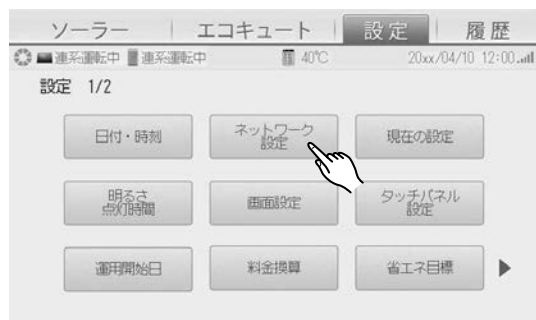 ソーラー エコキュート 設定 履歴
連系運転中 連系運転中 40℃ 20xx/04/10 12:00
設定 1/2
日付・時刻 ネットワーク設定 現在の設定
明るさ点灯時間 画面設定 タッチパネル設定
運用開始日 料金換算 省エネ目標